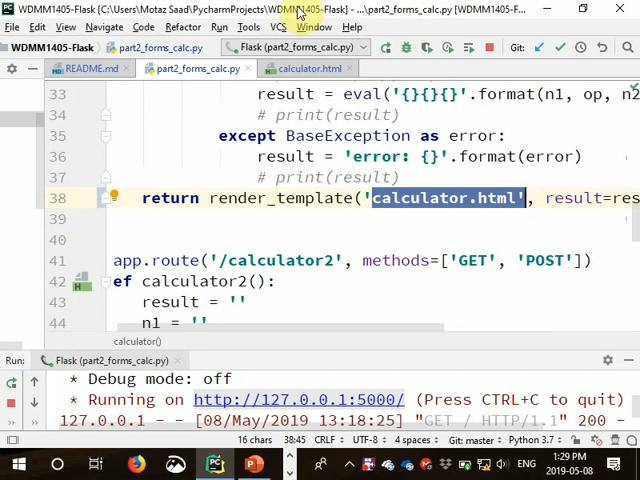 WDMM1405-Flask [C:\Users\Motaz Saad\PycharmProjects\WDMM1405-Flask] - ...\part2_forms_calc.py [WDMM1405-F...
File Edit View Navigate Code Refactor Run Tools VCS Window Help
WDMM1405-Flask part2_forms_calc.py Flask (part2_forms_calc.py) Git:
README.md part2_forms_calc.py calculator.html
33 result = eval('{}{}{}'.format(n1, op, n2
34 # print(result)
35 except BaseException as error:
36 result = 'error: {}'.format(error)
37 # print(result)
38 return render_template('calculator.html', result=res
39
40
41 app.route('/calculator2', methods=['GET', 'POST'])
42 ef calculator2():
43 result = ''
44 n1 = ''
calculator()
Run: Flask (part2_forms_calc.py)
* Debug mode: off
* Running on http://127.0.0.1:5000/ (Press CTRL+C to quit)
127.0.0.1 - - [08/May/2019 13:18:25] "GET / HTTP/1.1" 200 -
16 chars 38:45 CRLF UTF-8 4 spaces Git: master Python 3.7
ENG 1:29 PM
2019-05-08